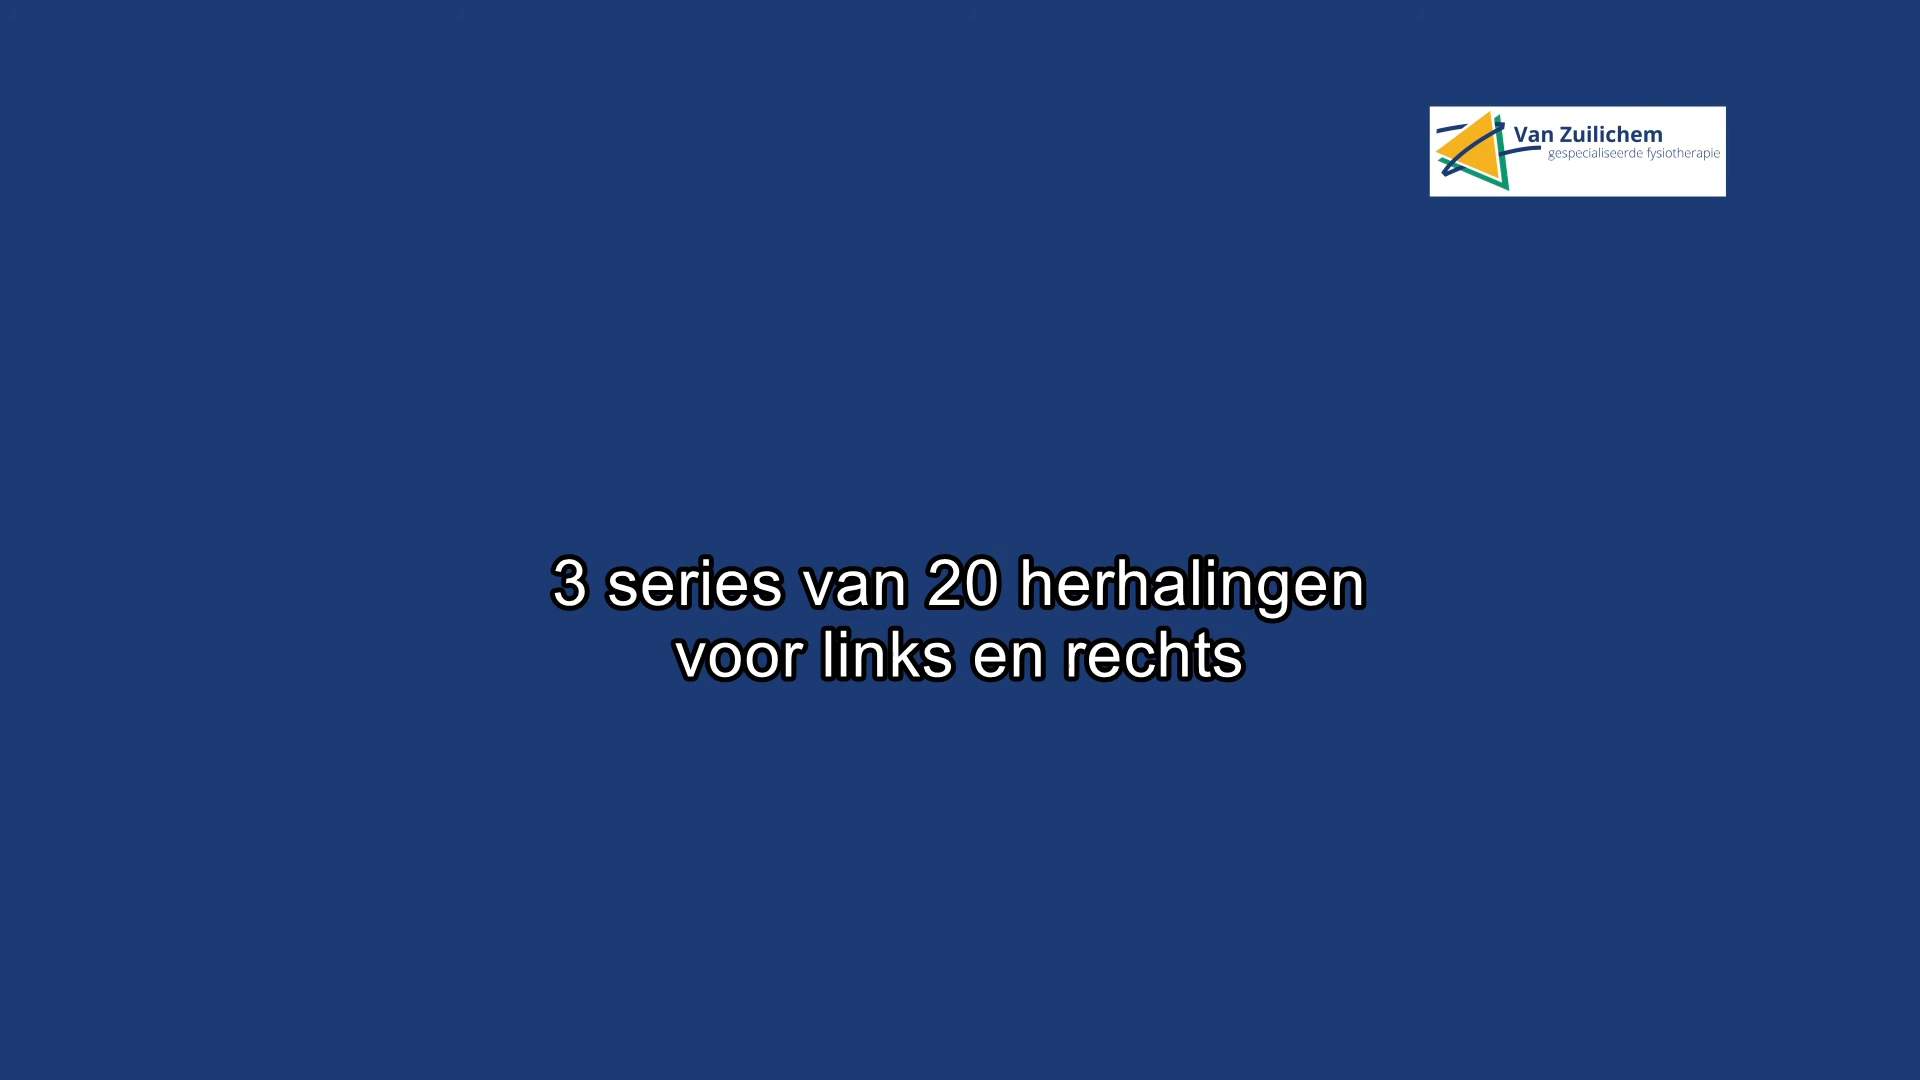 Van Zuilichem
gespecialiseerde fysiotherapie
3 series van 20 herhalingen
voor links en rechts